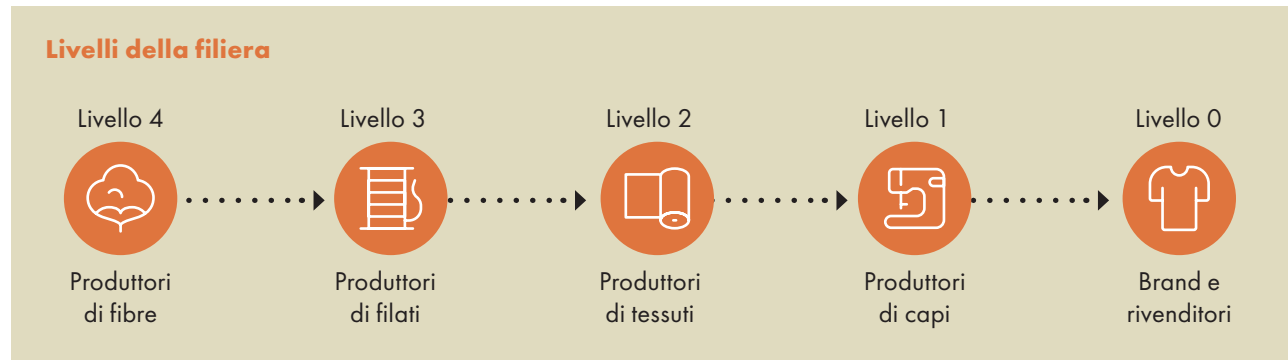 Livelli della filiera
Livello 4
Livello 3
Livello 2
Livello 1
Livello 0
Produttori
di fibre
Produttori
di filati
Produttori
di tessuti
Produttori
di capi
Brand e
rivenditori